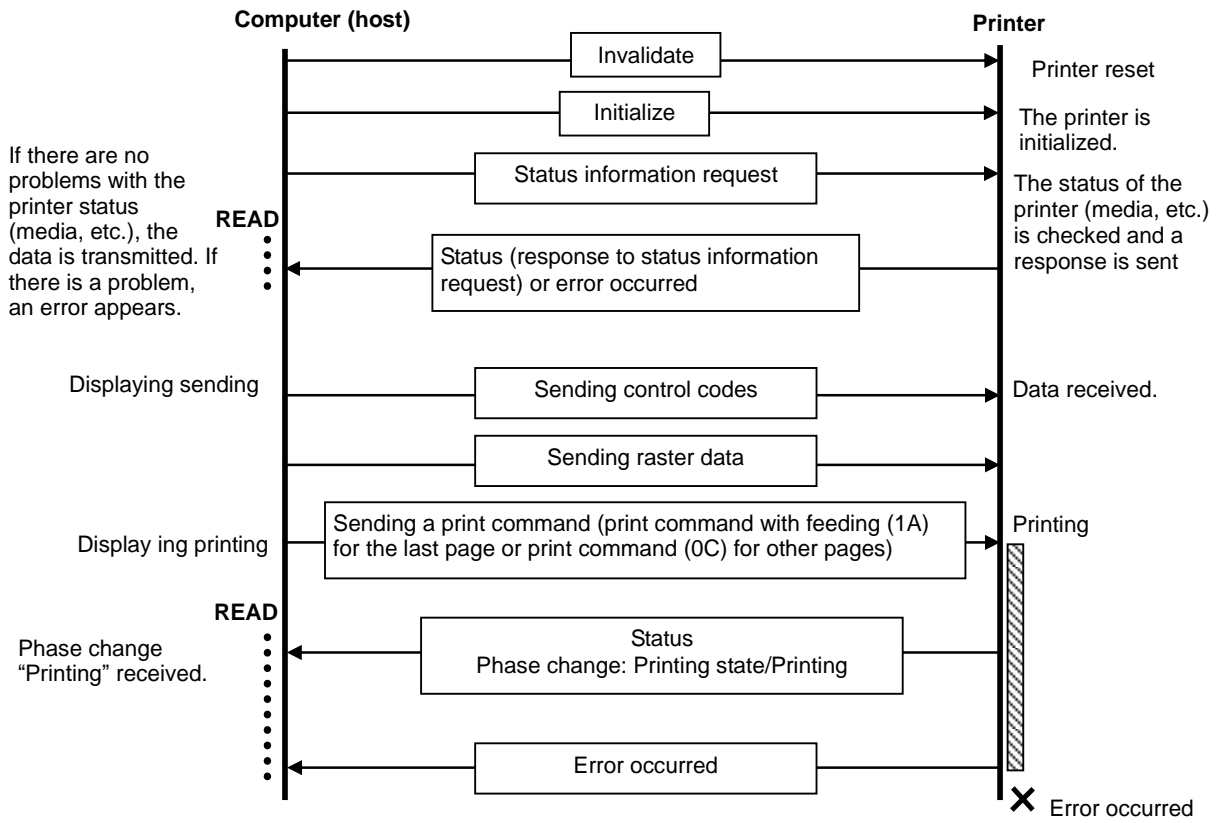 Computer (host)
Printer
Invalidate
Printer reset
Initialize
The printer is
initialized.
If there are no
problems with the
printer status
(media, etc.), the
data is transmitted. If
there is a problem,
an error appears.
Status information request
The status of the
printer (media, etc.)
is checked and a
response is sent
READ
Status (response to status information
request) or error occurred
Displaying sending
Sending control codes
Data received.
Sending raster data
Display ing printing
Sending a print command (print command with feeding (1A)
for the last page or print command (0C) for other pages)
Printing
READ
Phase change
“Printing” received.
Status
Phase change: Printing state/Printing
Error occurred
Error occurred